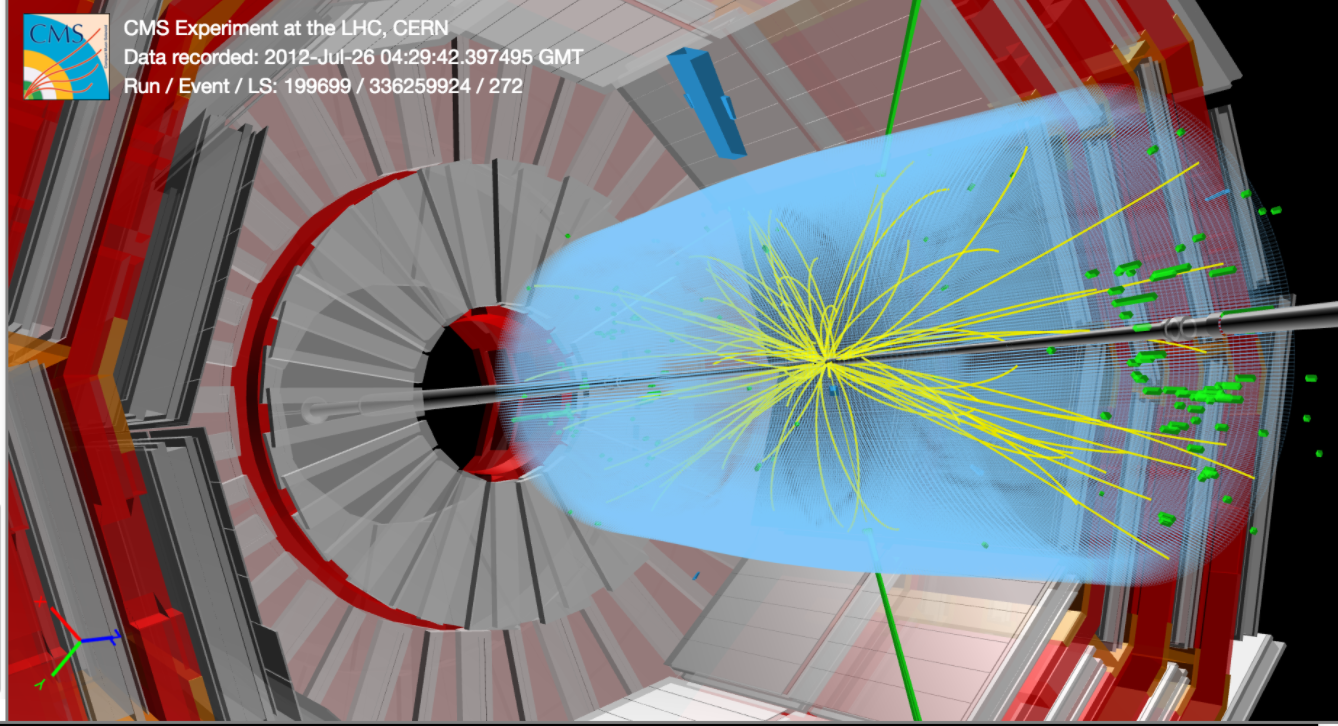 CMS
CMS Experiment at the LHC, CERN
Data recorded: 2012-Jul-26 04:29:42.397495 GMT
Run / Event / LS: 199699 / 336259924 / 272